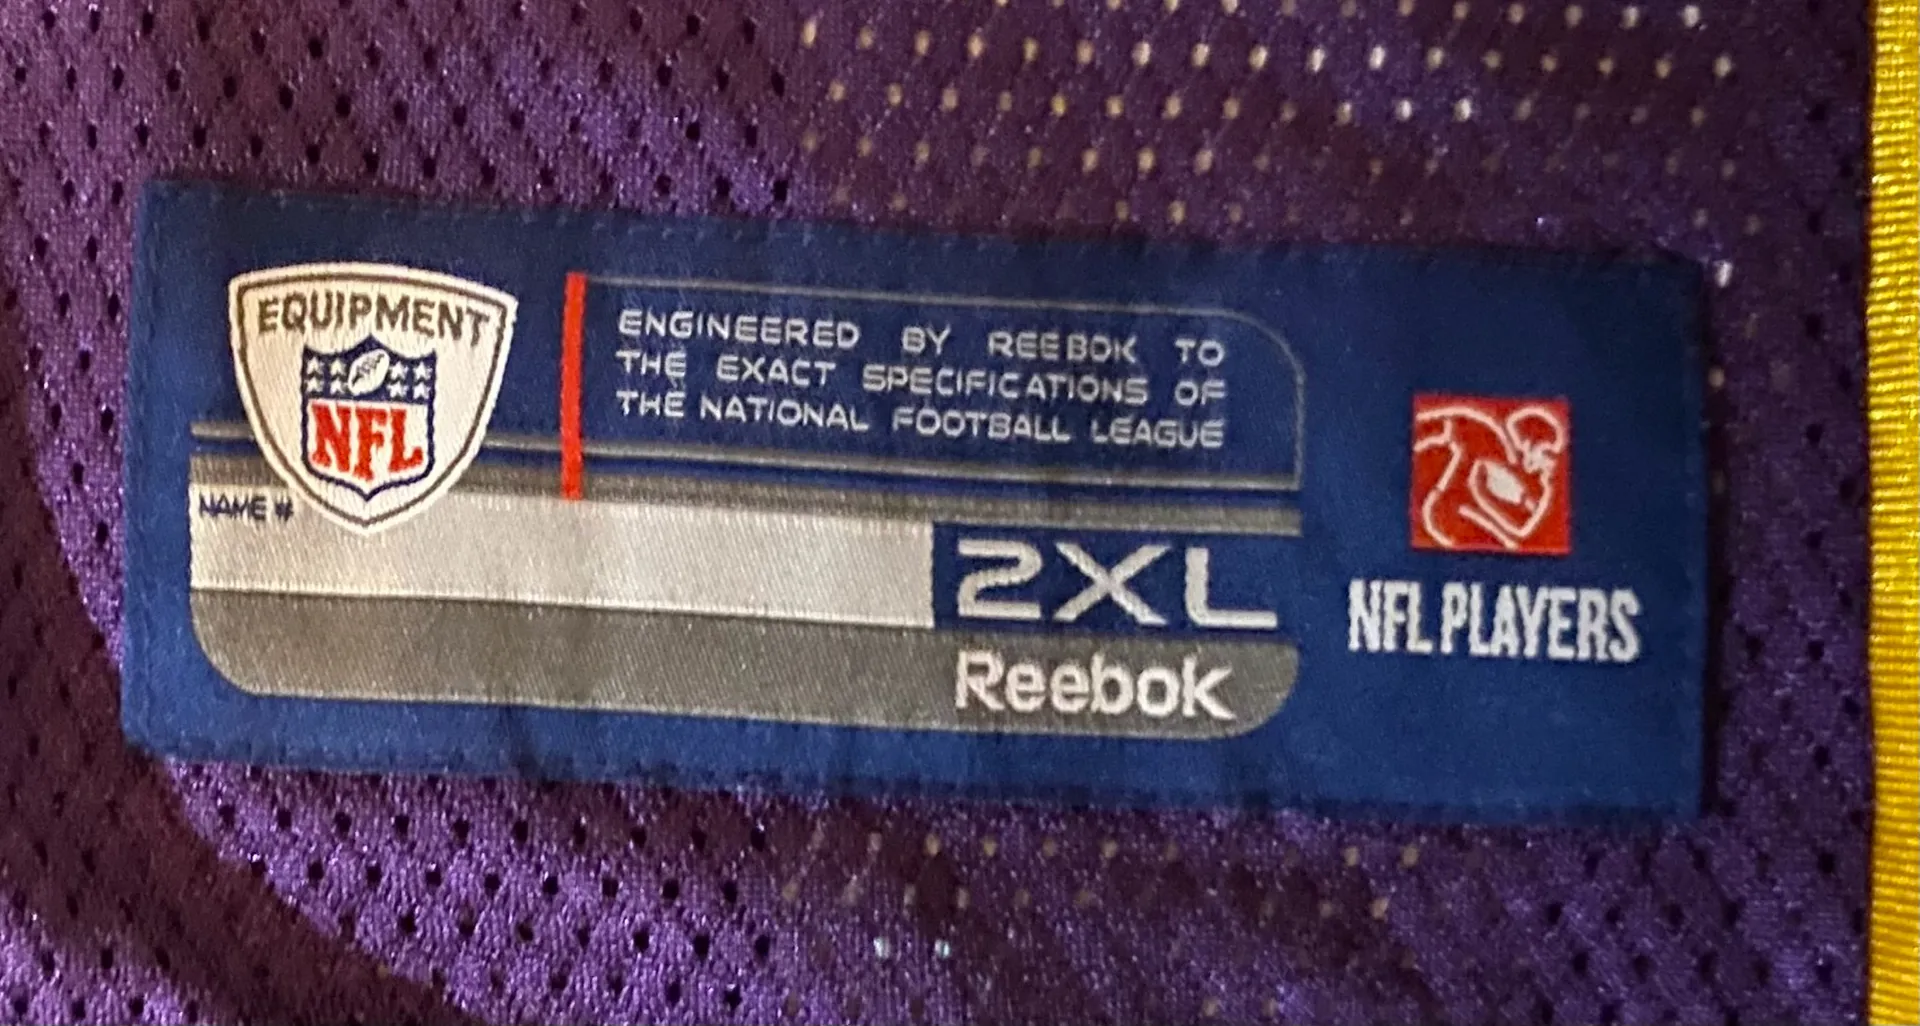 EQUIPMENT
NFL
ENGINEERED BY REEBOK TO
THE EXACT SPECIFICATIONS OF
THE NATIONAL FOOTBALL LEAGUE
NAME #
2XL
Reebok
NFL PLAYERS